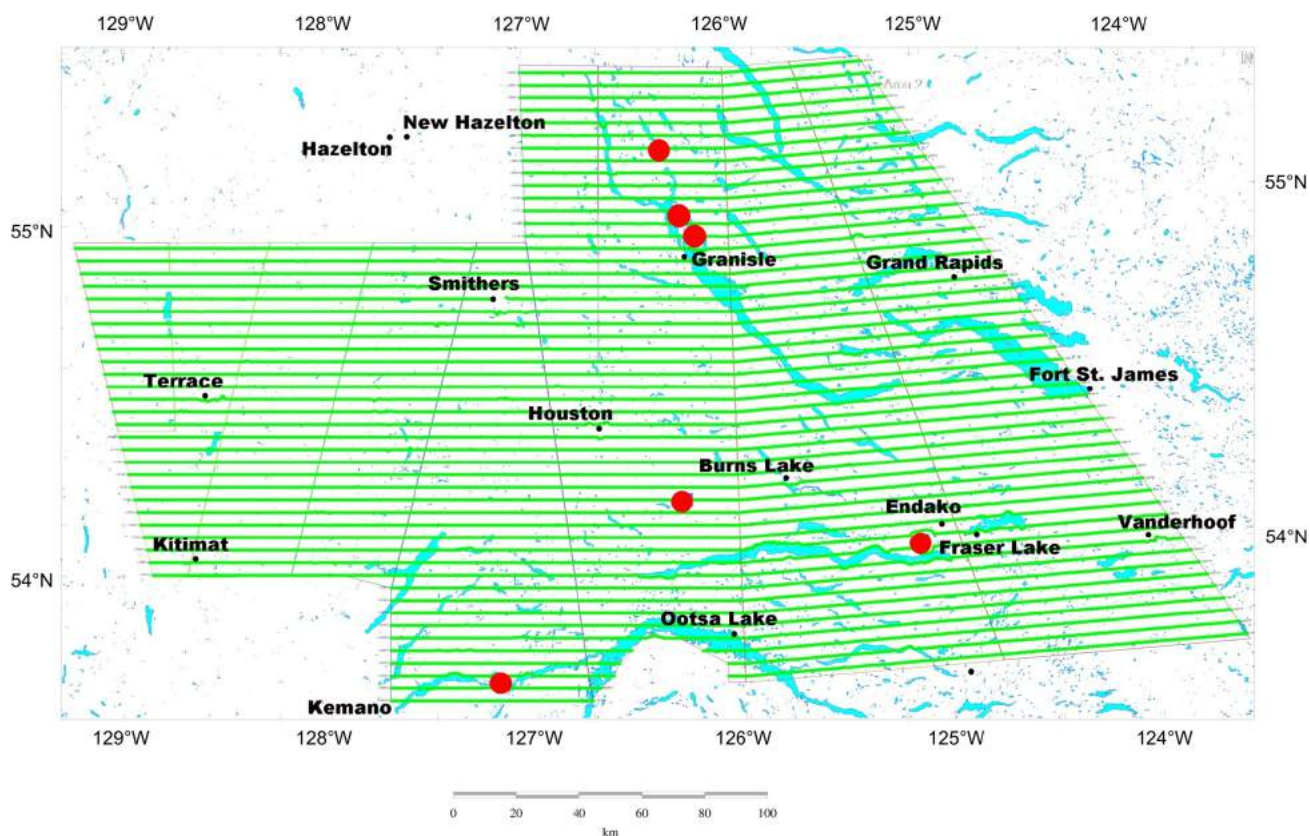 129°W 128°W 127°W 126°W 125°W 124°W
Area 9
New Hazelton
Hazelton
55°N
55°N
Granisle
Grand Rapids
Smithers
Terrace
Fort St. James
Houston
Burns Lake
Endako
Vanderhoof
Kitimat
Fraser Lake
54°N
54°N
Ootsa Lake
Kemano
129°W 128°W 127°W 126°W 125°W 124°W
0 20 40 60 80 100
km